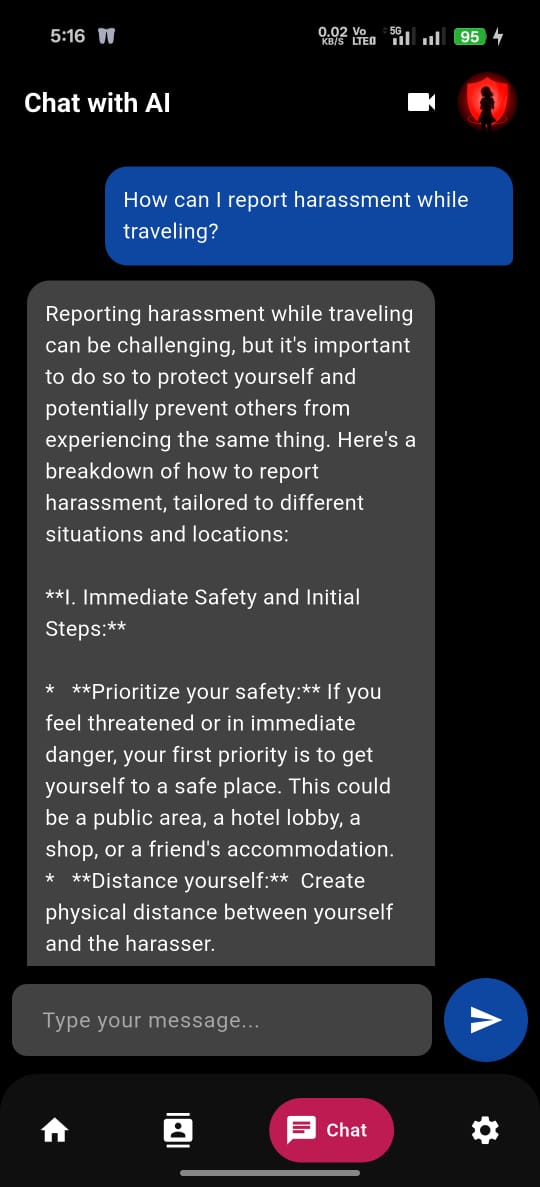 5:16
0.02 KB/S Vo LTE 5G 95
Chat with AI
How can I report harassment while
traveling?
Reporting harassment while traveling
can be challenging, but it's important
to do so to protect yourself and
potentially prevent others from
experiencing the same thing. Here's a
breakdown of how to report
harassment, tailored to different
situations and locations:
**I. Immediate Safety and Initial
Steps:**
*   **Prioritize your safety:** If you
feel threatened or in immediate
danger, your first priority is to get
yourself to a safe place. This could
be a public area, a hotel lobby, a
shop, or a friend's accommodation.
*   **Distance yourself:**  Create
physical distance between yourself
and the harasser.
Type your message...
Chat